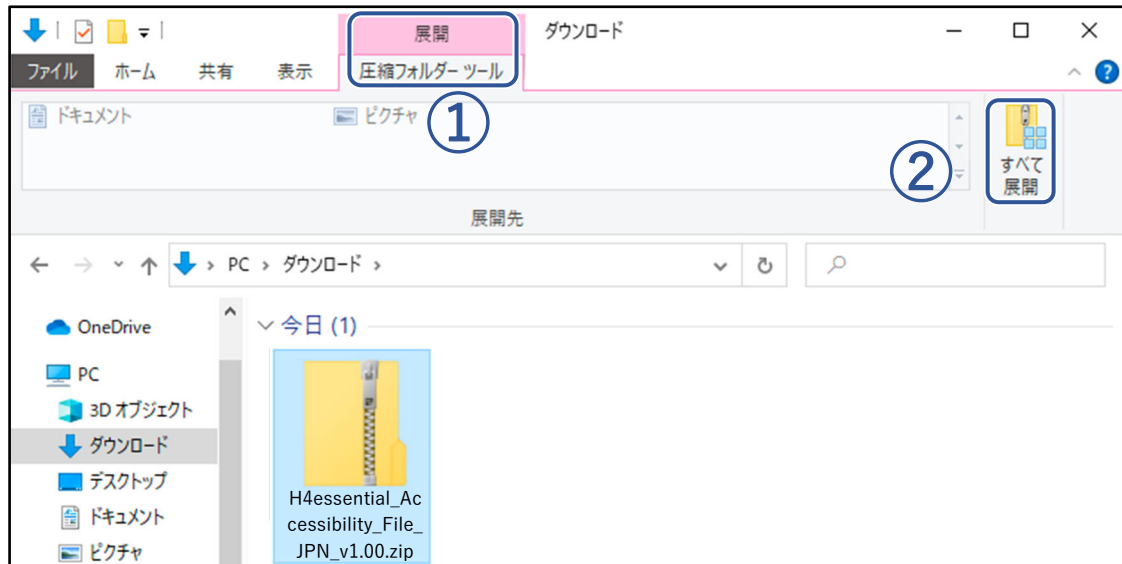 展開
ダウンロード
ファイル ホーム 共有 表示 圧縮フォルダー ツール
ドキュメント ピクチャ
①
②
すべて
展開
展開先
PC › ダウンロード ›
OneDrive
今日 (1)
PC
3D オブジェクト
ダウンロード
デスクトップ
ドキュメント
ピクチャ
H4essential_Ac
cessibility_File_
JPN_v1.00.zip